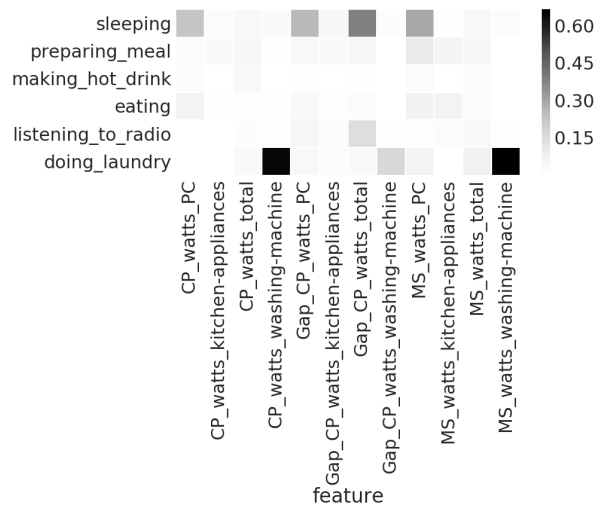 sleeping
preparing_meal
making_hot_drink
eating
listening_to_radio
doing_laundry
0.60
0.45
0.30
0.15
CP_watts_PC
CP_watts_kitchen-appliances
CP_watts_total
CP_watts_washing-machine
Gap_CP_watts_PC
Gap_CP_watts_kitchen-appliances
Gap_CP_watts_total
Gap_CP_watts_washing-machine
MS_watts_PC
MS_watts_kitchen-appliances
MS_watts_total
MS_watts_washing-machine
feature